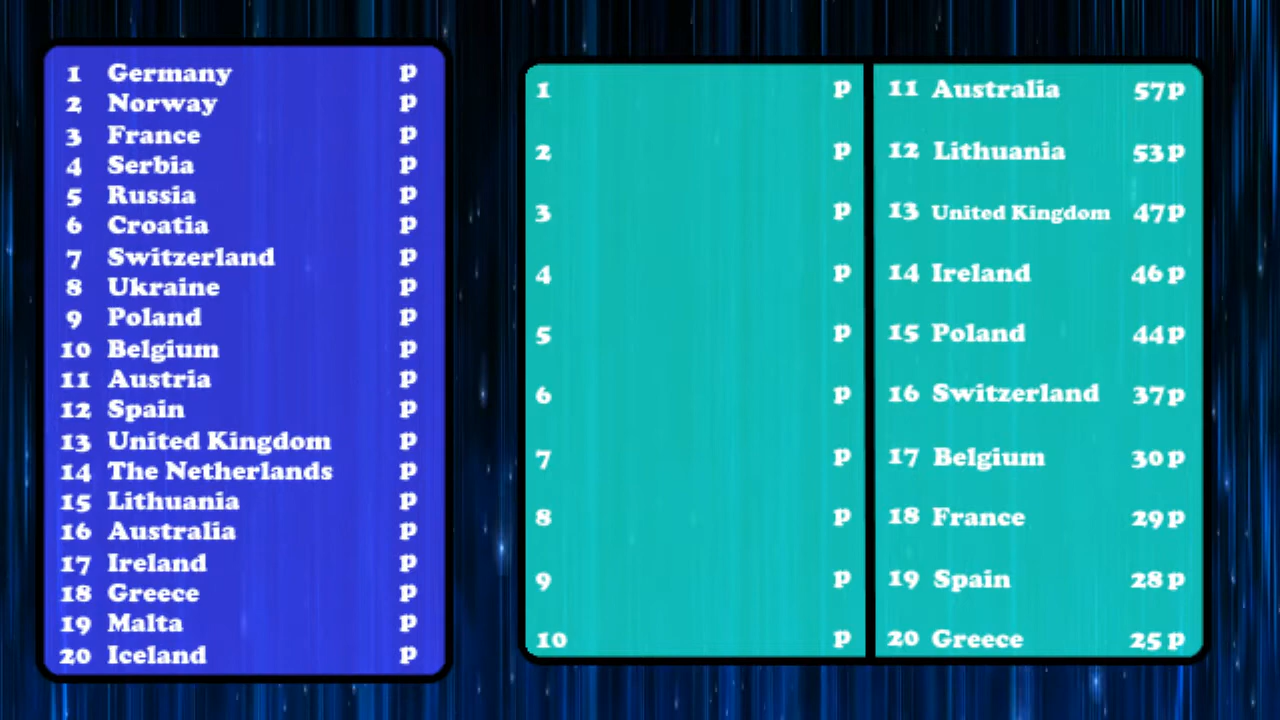 1 Germany p
2 Norway p
3 France p
4 Serbia p
5 Russia p
6 Croatia p
7 Switzerland p
8 Ukraine p
9 Poland p
10 Belgium p
11 Austria p
12 Spain p
13 United Kingdom p
14 The Netherlands p
15 Lithuania p
16 Australia p
17 Ireland p
18 Greece p
19 Malta p
20 Iceland p
1 p
2 p
3 p
4 p
5 p
6 p
7 p
8 p
9 p
10 p
11 Australia 57p
12 Lithuania 53p
13 United Kingdom 47p
14 Ireland 46p
15 Poland 44p
16 Switzerland 37p
17 Belgium 30p
18 France 29p
19 Spain 28p
20 Greece 25p